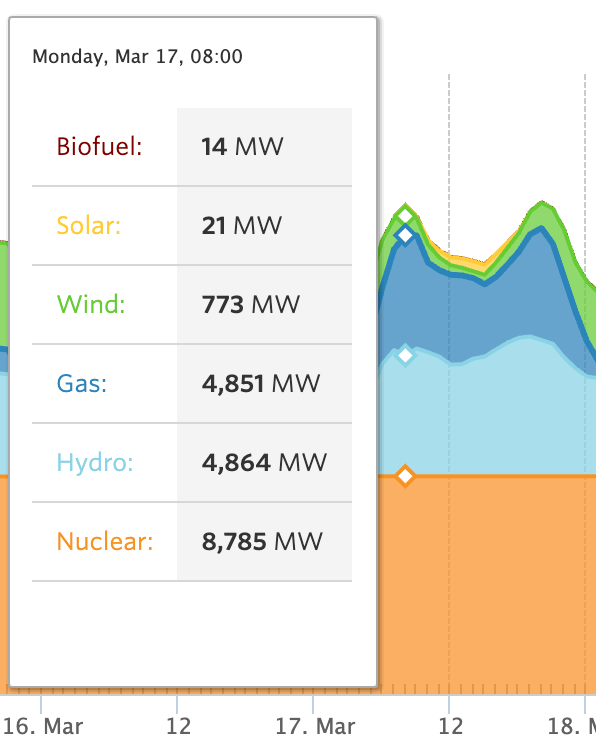 Monday, Mar 17, 08:00
Biofuel: 14 MW
Solar: 21 MW
Wind: 773 MW
Gas: 4,851 MW
Hydro: 4,864 MW
Nuclear: 8,785 MW
16. Mar 12 17. Mar 12 18.